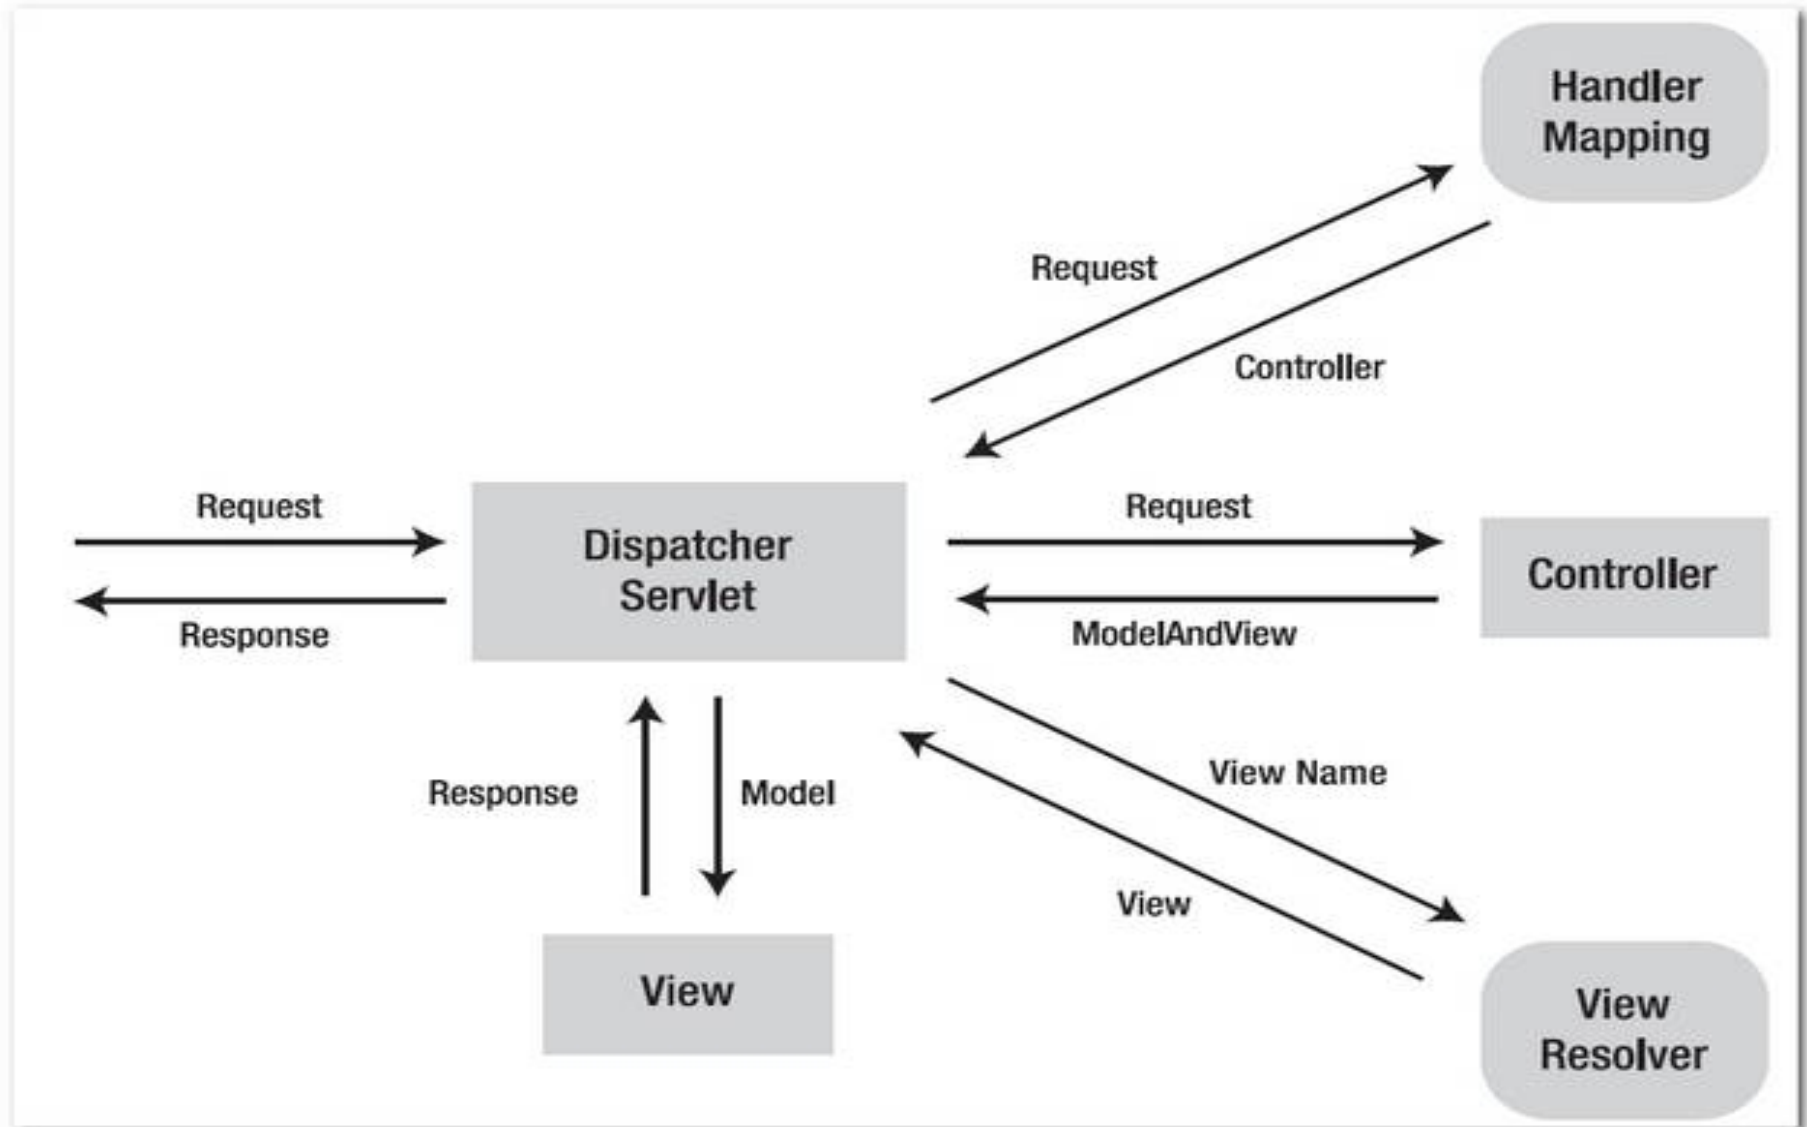 Handler
Mapping
Request
Controller
Request
Response
Dispatcher
Servlet
Request
ModelAndView
Controller
Response
Model
View Name
View
View
View
Resolver